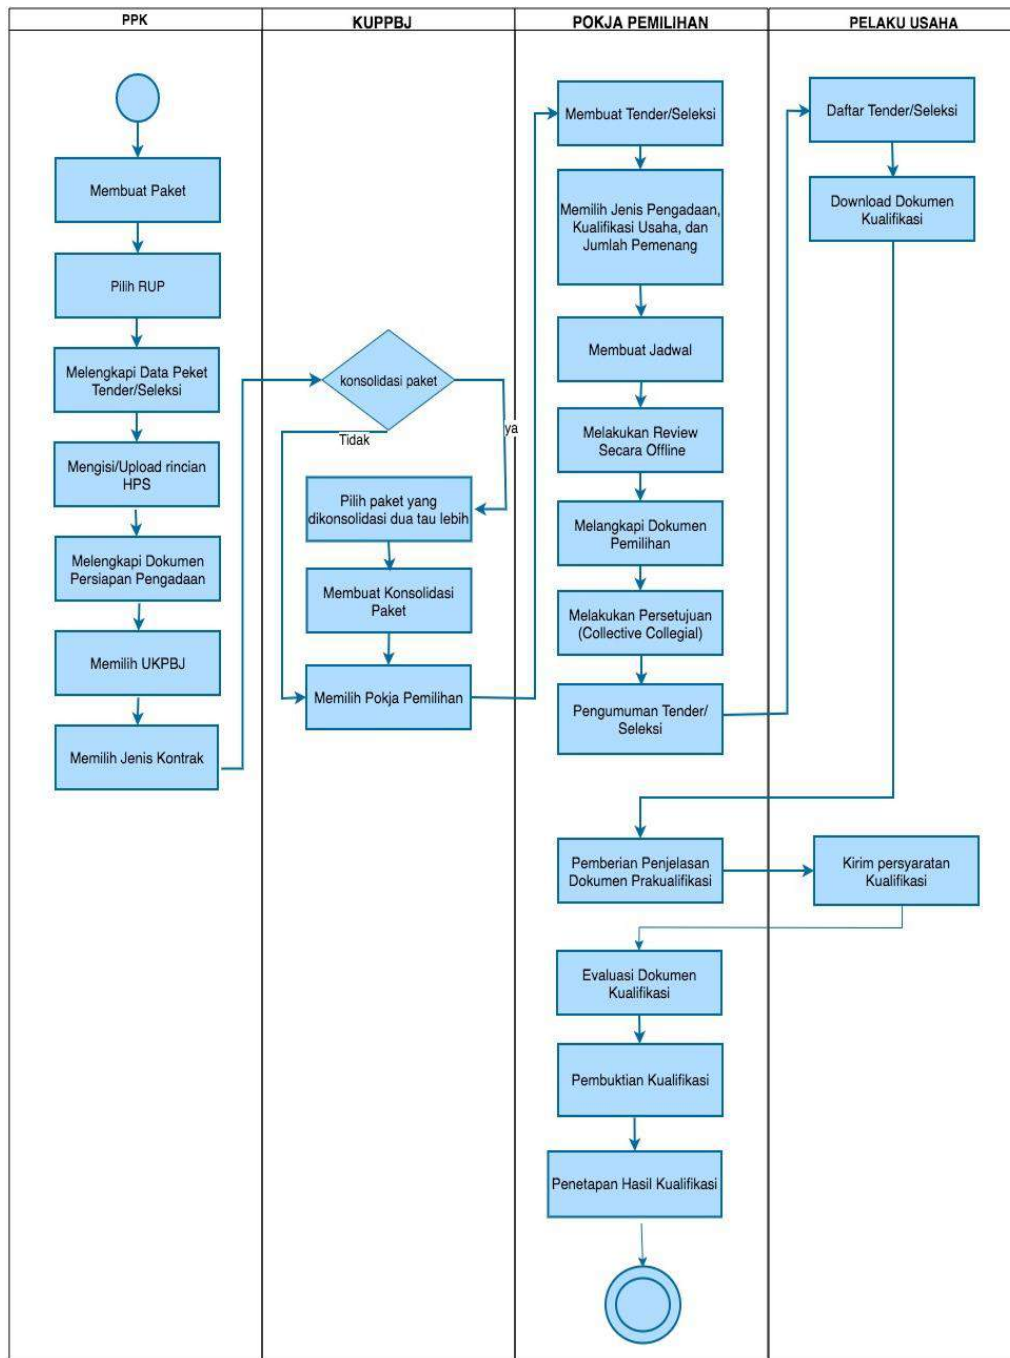 PPK
KUPPBJ
POKJA PEMILIHAN
PELAKU USAHA
Membuat Paket
Pilih RUP
Melengkapi Data Peket
Tender/Seleksi
Mengisi/Upload rincian
HPS
Melengkapi Dokumen
Persiapan Pengadaan
Memilih UKPBJ
Memilih Jenis Kontrak
konsolidasi paket
Tidak
ya
Pilih paket yang
dikonsolidasi dua tau lebih
Membuat Konsolidasi
Paket
Memilih Pokja Pemilihan
Membuat Tender/Seleksi
Memilih Jenis Pengadaan,
Kualifikasi Usaha, dan
Jumlah Pemenang
Membuat Jadwal
Melakukan Review
Secara Offline
Melangkapi Dokumen
Pemilihan
Melakukan Persetujuan
(Collective Collegial)
Pengumuman Tender/
Seleksi
Daftar Tender/Seleksi
Download Dokumen
Kualifikasi
Pemberian Penjelasan
Dokumen Prakualifikasi
Kirim persyaratan
Kualifikasi
Evaluasi Dokumen
Kualifikasi
Pembuktian Kualifikasi
Penetapan Hasil Kualifikasi